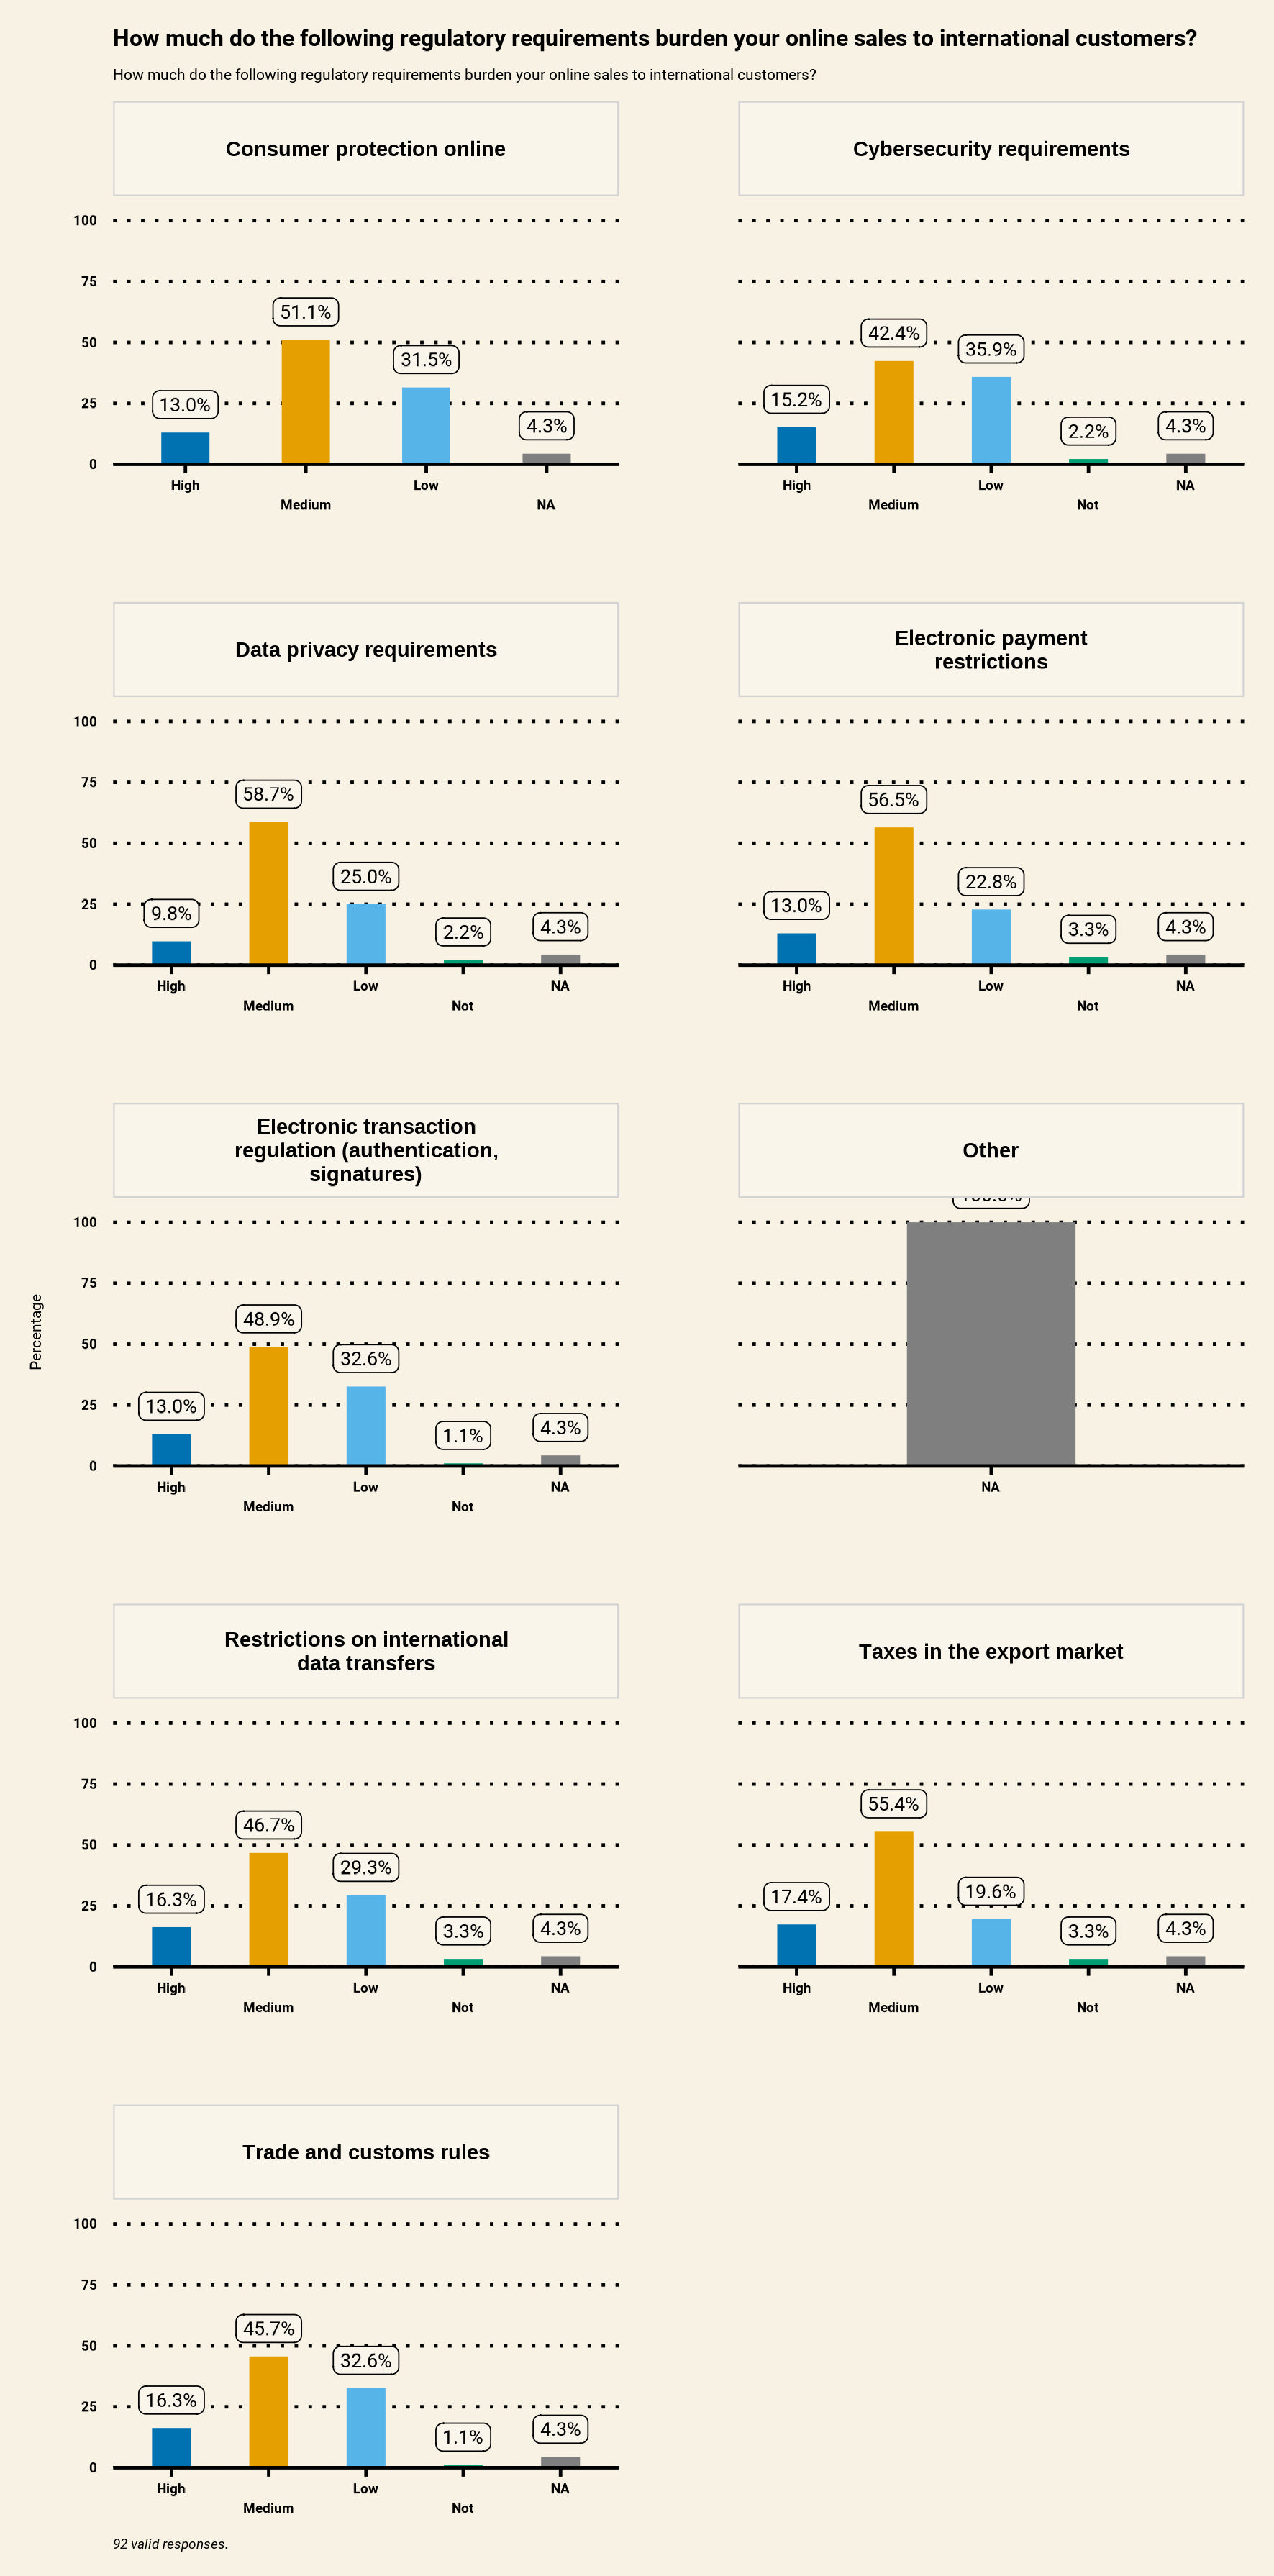 How much do the following regulatory requirements burden your online sales to international customers?
How much do the following regulatory requirements burden your online sales to international customers?
Consumer protection online
100
75
50
25
0
13.0%
51.1%
31.5%
4.3%
High
Medium
Low
NA
Cybersecurity requirements
15.2%
42.4%
35.9%
2.2%
4.3%
High
Medium
Low
Not
NA
Data privacy requirements
100
75
50
25
0
9.8%
58.7%
25.0%
2.2%
4.3%
High
Medium
Low
Not
NA
Electronic payment
restrictions
13.0%
56.5%
22.8%
3.3%
4.3%
High
Medium
Low
Not
NA
Electronic transaction
regulation (authentication,
signatures)
100
75
50
25
0
13.0%
48.9%
32.6%
1.1%
4.3%
High
Medium
Low
Not
NA
Other
NA
Percentage
Restrictions on international
data transfers
100
75
50
25
0
16.3%
46.7%
29.3%
3.3%
4.3%
High
Medium
Low
Not
NA
Taxes in the export market
17.4%
55.4%
19.6%
3.3%
4.3%
High
Medium
Low
Not
NA
Trade and customs rules
100
75
50
25
0
16.3%
45.7%
32.6%
1.1%
4.3%
High
Medium
Low
Not
NA
92 valid responses.